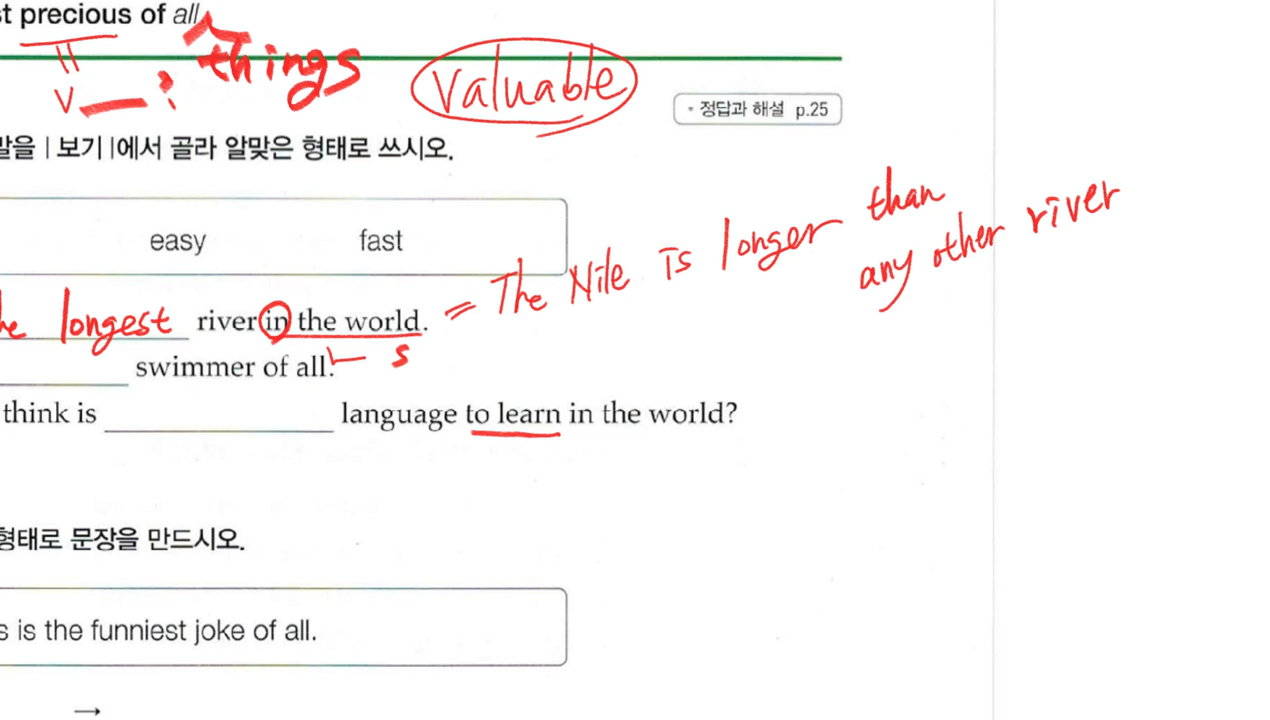 t precious of all
things
v valuable
• 정답과 해설 p.25
말을 | 보기 |에서 골라 알맞은 형태로 쓰시오.
easy fast
he longest river in the world. = The Nile is longer than any other river
s
swimmer of all.
think is ____________ language to learn in the world?
형태로 문장을 만드시오.
s is the funniest joke of all.
→